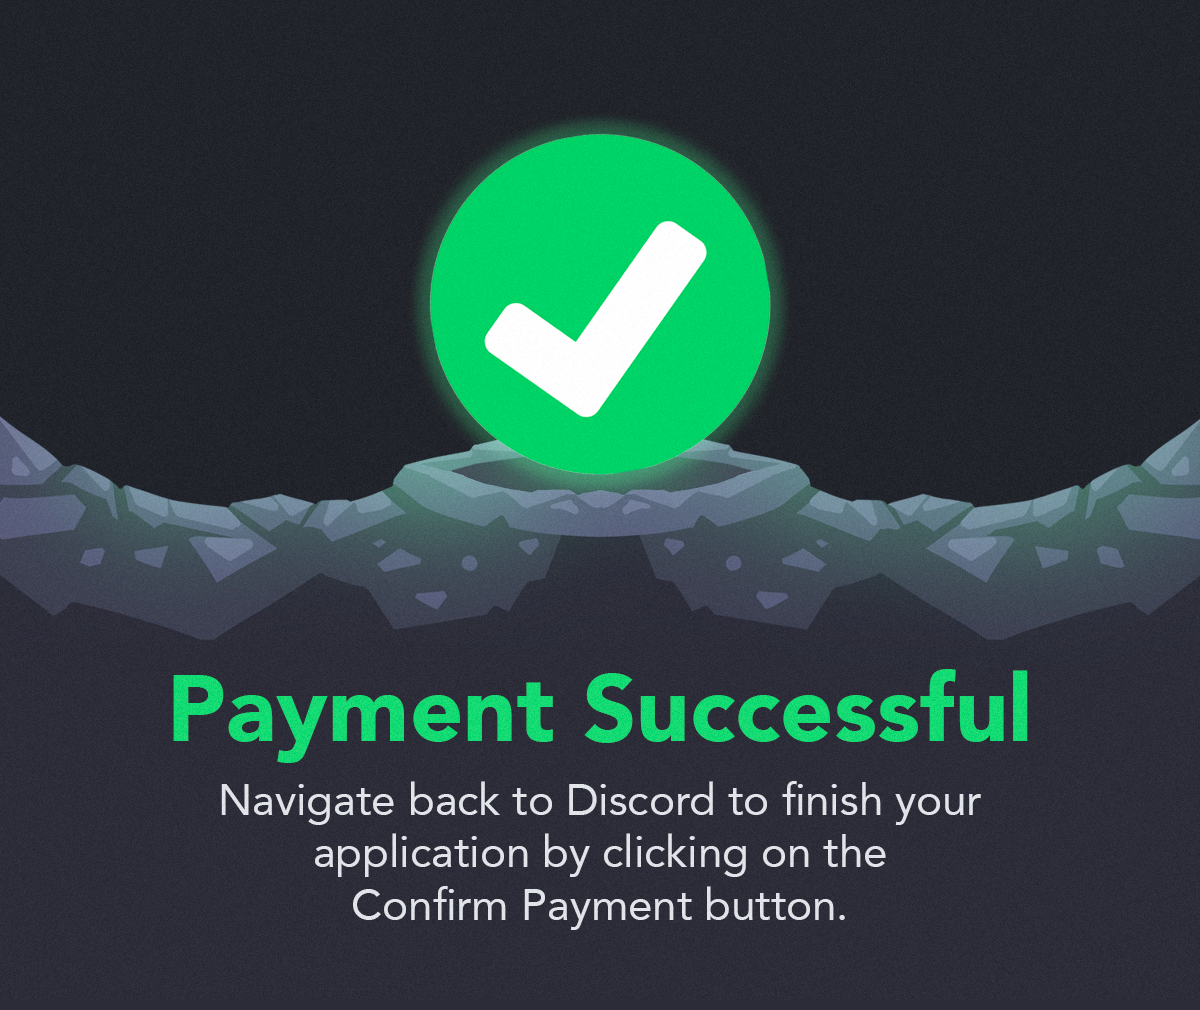 Payment Successful
Navigate back to Discord to finish your
application by clicking on the
Confirm Payment button.